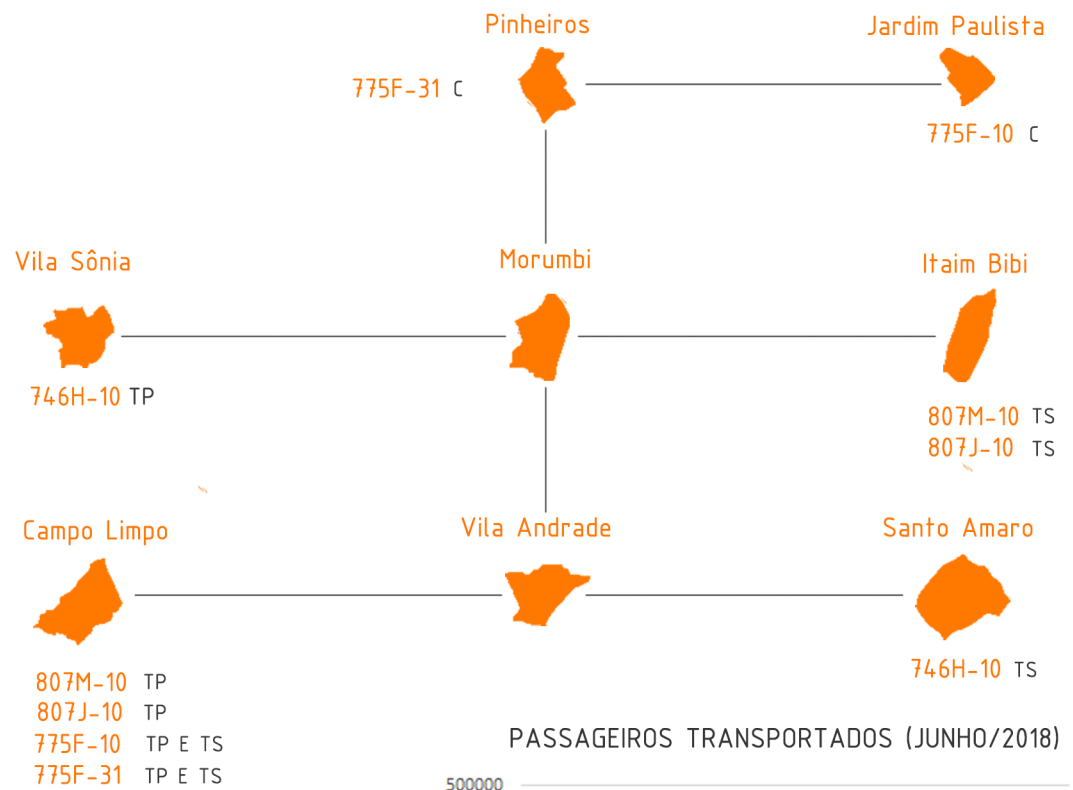 Pinheiros
Jardim Paulista
775F-31 C
775F-10 C
Vila Sônia
Morumbi
Itaim Bibi
746H-10 TP
807M-10 TS
807J-10 TS
Campo Limpo
Vila Andrade
Santo Amaro
746H-10 TS
807M-10 TP
807J-10 TP
775F-10 TP E TS
775F-31 TP E TS
PASSAGEIROS TRANSPORTADOS (JUNHO/2018)
500000